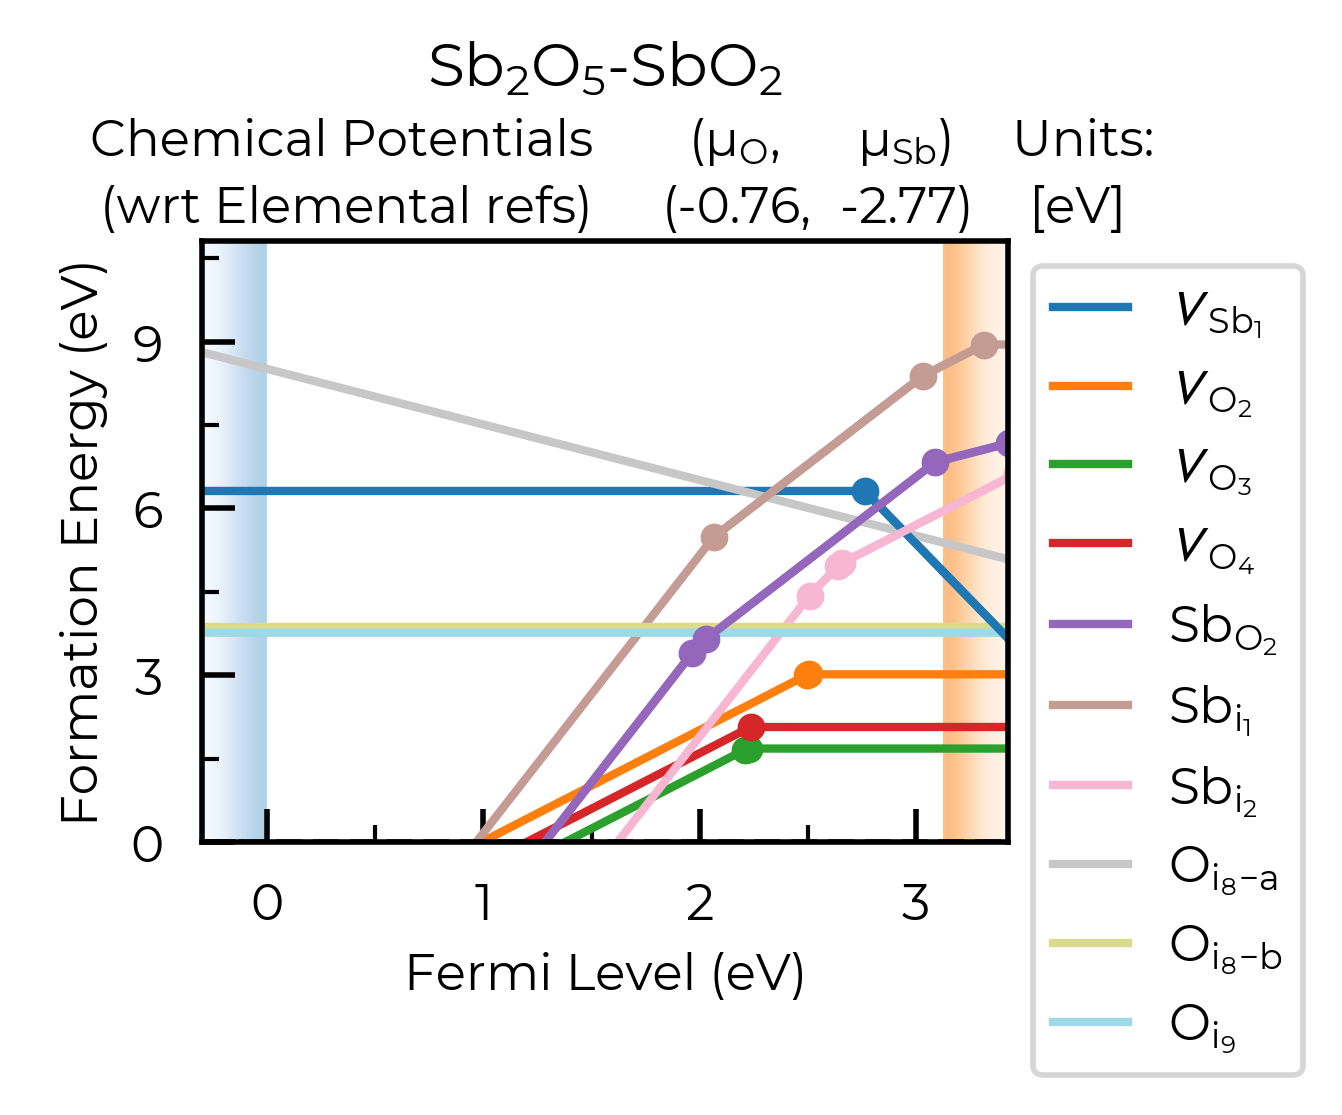 Sb₂O₅-SbO₂
Chemical Potentials (μ_O, μ_Sb) Units:
(wrt Elemental refs) (-0.76, -2.77) [eV]
Formation Energy (eV)
9
6
3
0
0 1 2 3
Fermi Level (eV)
V_Sb₁
V_O₂
V_O₃
V_O₄
Sb_O₂
Sb_i₁
Sb_i₂
O_i₈-a
O_i₈-b
O_i₉